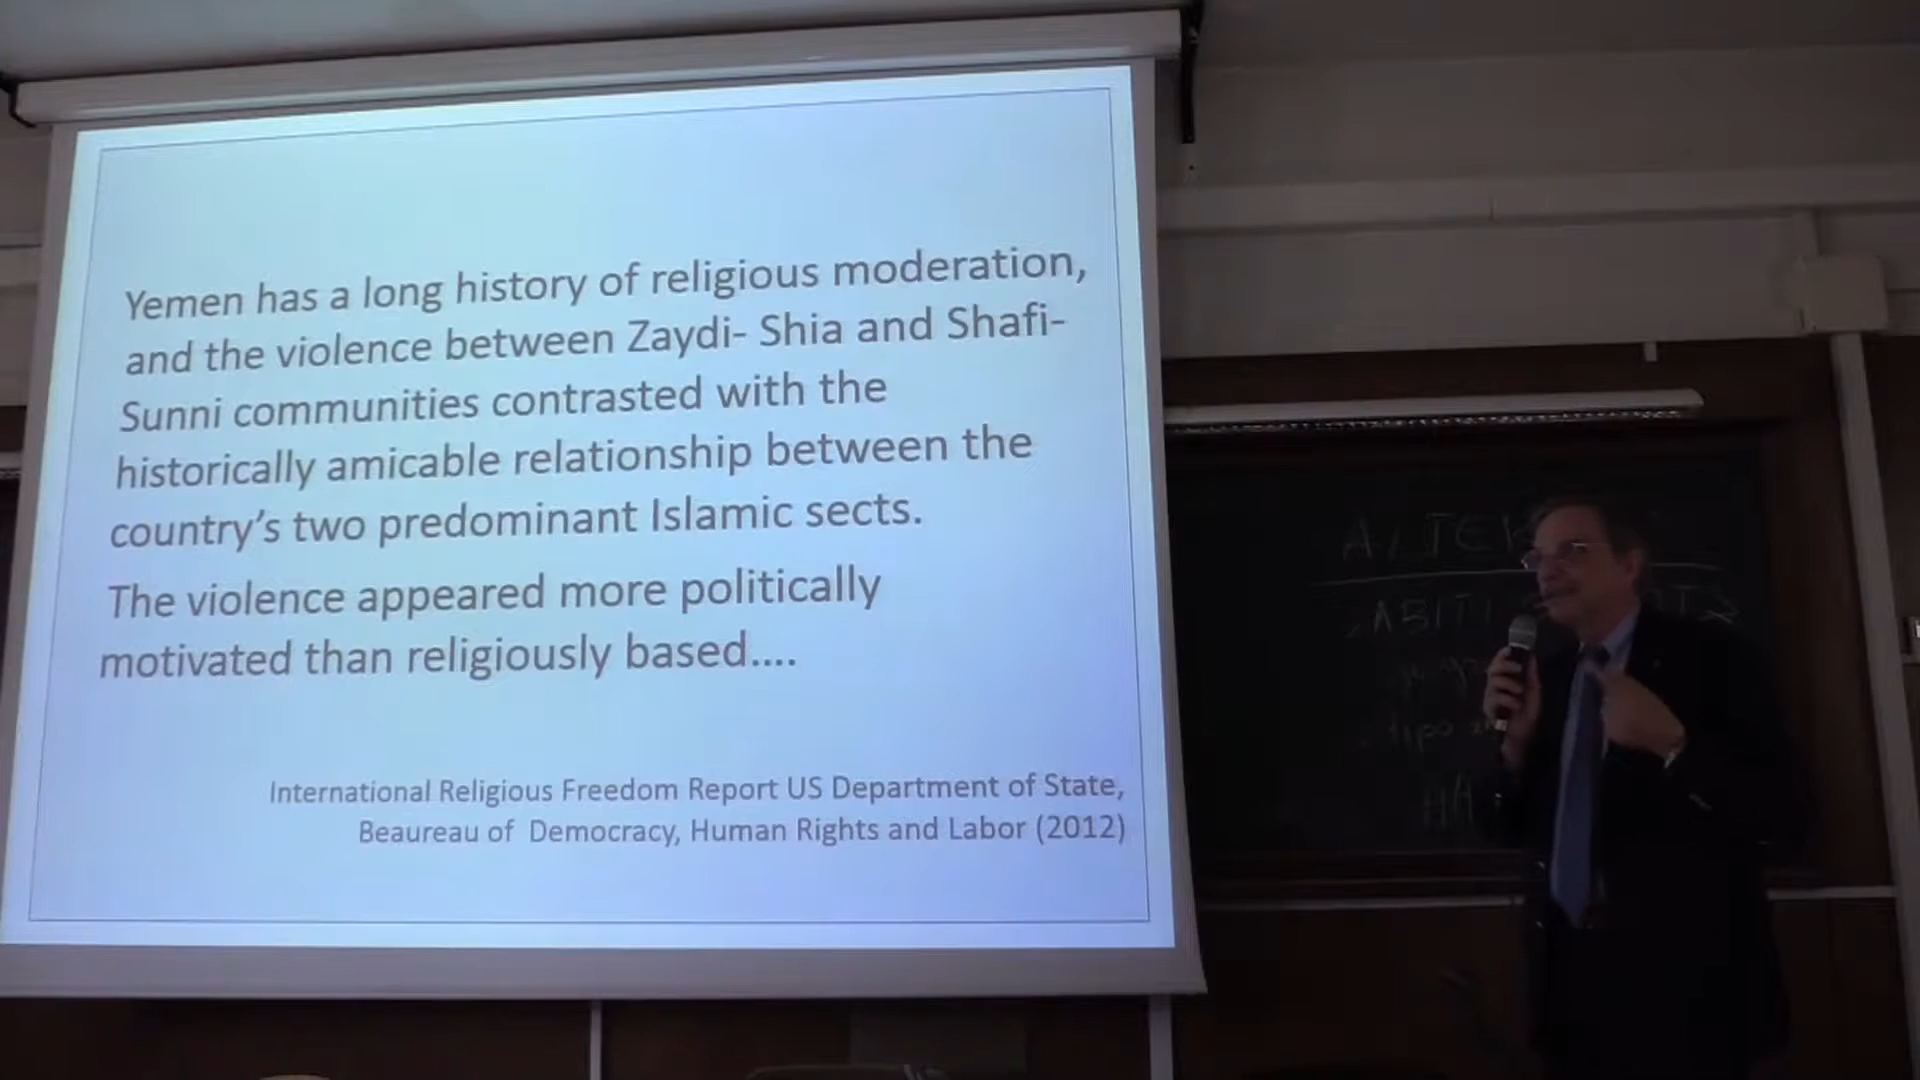 Yemen has a long history of religious moderation,
and the violence between Zaydi- Shia and Shafi-
Sunni communities contrasted with the
historically amicable relationship between the
country's two predominant Islamic sects.
The violence appeared more politically
motivated than religiously based....
International Religious Freedom Report US Department of State,
Beaureau of Democracy, Human Rights and Labor (2012)
tipo